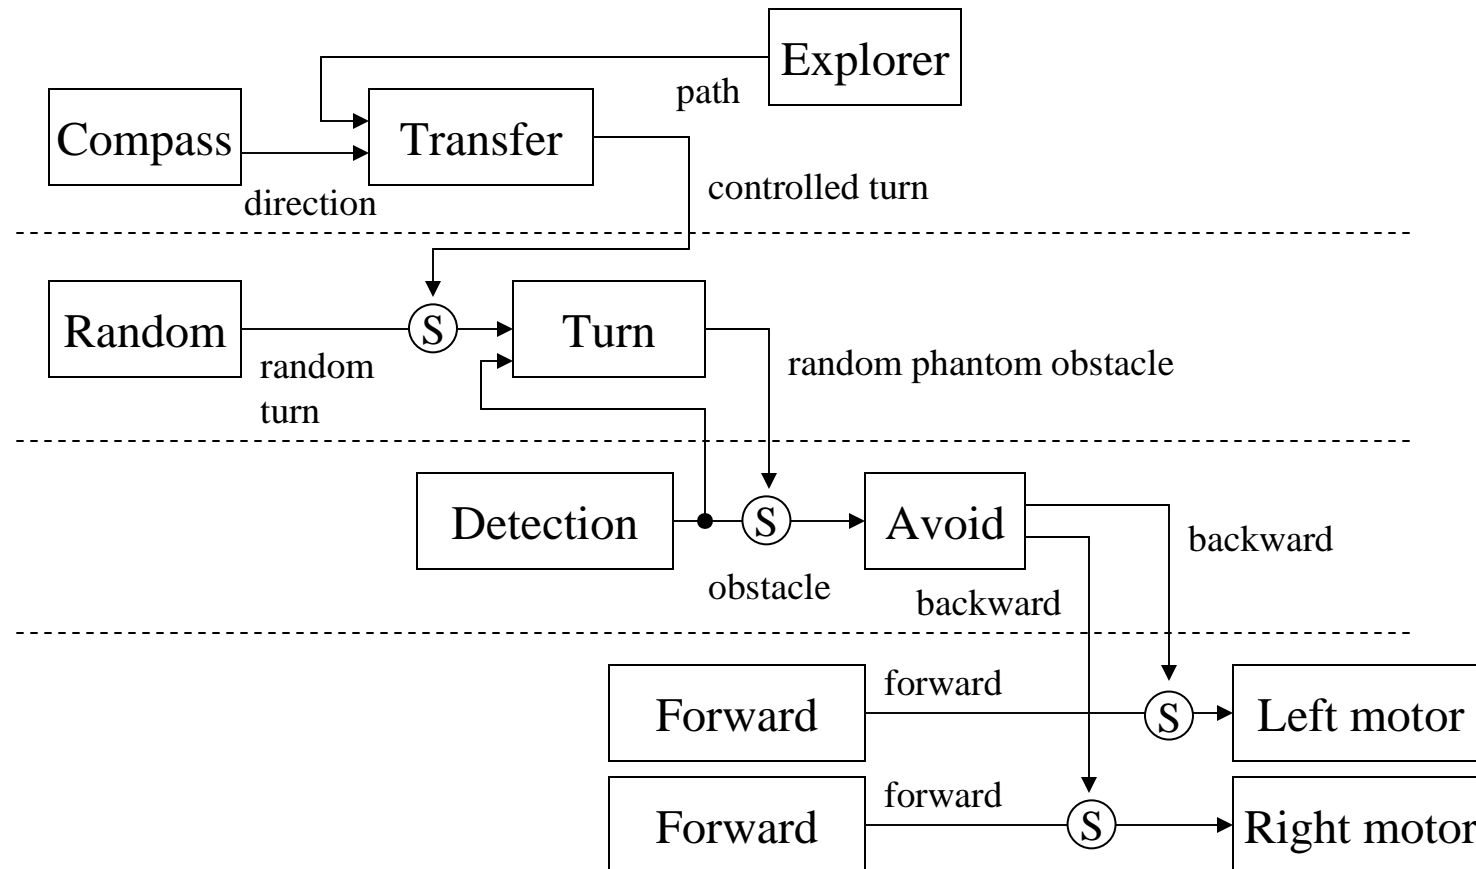 Explorer
path
Compass
Transfer
direction
controlled turn
Random
S
Turn
random
turn
random phantom obstacle
Detection
S
Avoid
obstacle
backward
backward
Forward
forward
S
Left motor
Forward
forward
S
Right motor